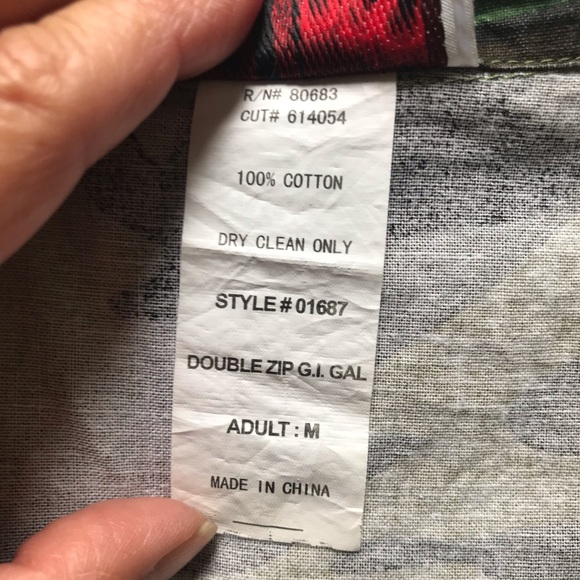 R/N# 80683
CUT# 614054
100% COTTON
DRY CLEAN ONLY
STYLE # 01687
DOUBLE ZIP G.I. GAL
ADULT : M
MADE IN CHINA